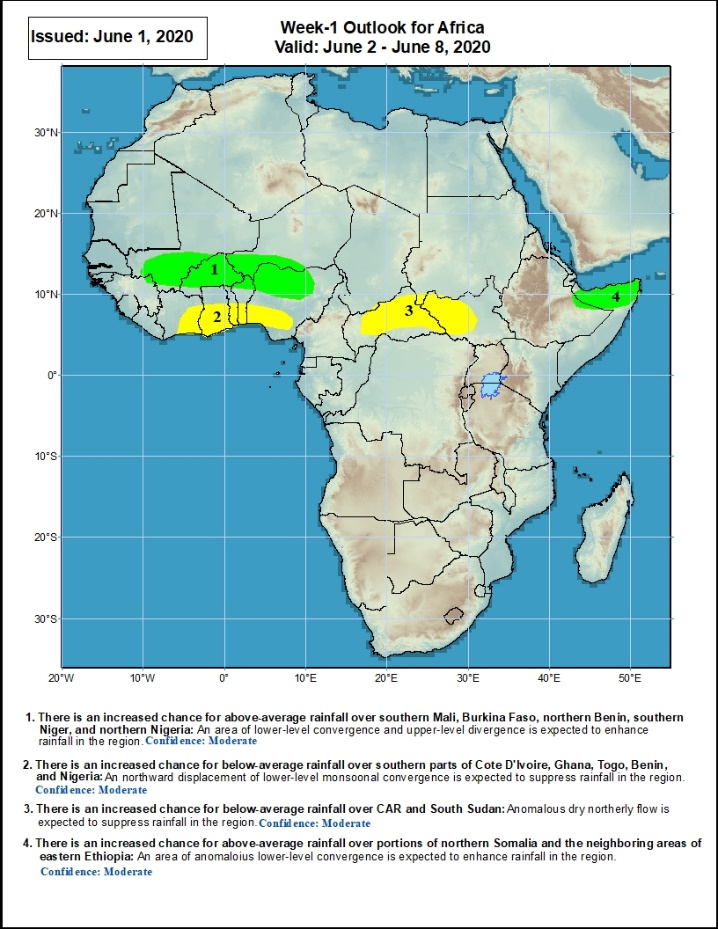 Issued: June 1, 2020
Week-1 Outlook for Africa
Valid: June 2 - June 8, 2020
30°N
20°N
10°N
0°
10°S
20°S
30°S
1
2
3
4
20°W
10°W
0°
10°E
20°E
30°E
40°E
50°E
1. There is an increased chance for above-average rainfall over southern Mali, Burkina Faso, northern Benin, southern
Niger, and northern Nigeria: An area of lower-level convergence and upper-level divergence is expected to enhance
rainfall in the region. Confidence: Moderate
2. There is an increased chance for below-average rainfall over southern parts of Cote D'Ivoire, Ghana, Togo, Benin,
and Nigeria: An northward displacement of lower-level monsoonal convergence is expected to suppress rainfall in the region.
Confidence: Moderate
3. There is an increased chance for below-average rainfall over CAR and South Sudan: Anomalous dry northerly flow is
expected to suppress rainfall in the region. Confidence: Moderate
4. There is an increased chance for above-average rainfall over portions of northern Somalia and the neighboring areas of
eastern Ethiopia: An area of anomaloius lower-level convergence is expected to enhance rainfall in the region.
Confidence: Moderate